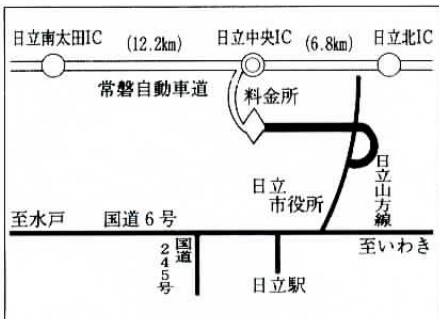 日立南太田IC
(12.2km)
日立中央IC
(6.8km)
日立北IC
常磐自動車道
料金所
日立山方線
日立
市役所
至水戸
国道6号
至いわき
国道
245号
日立駅